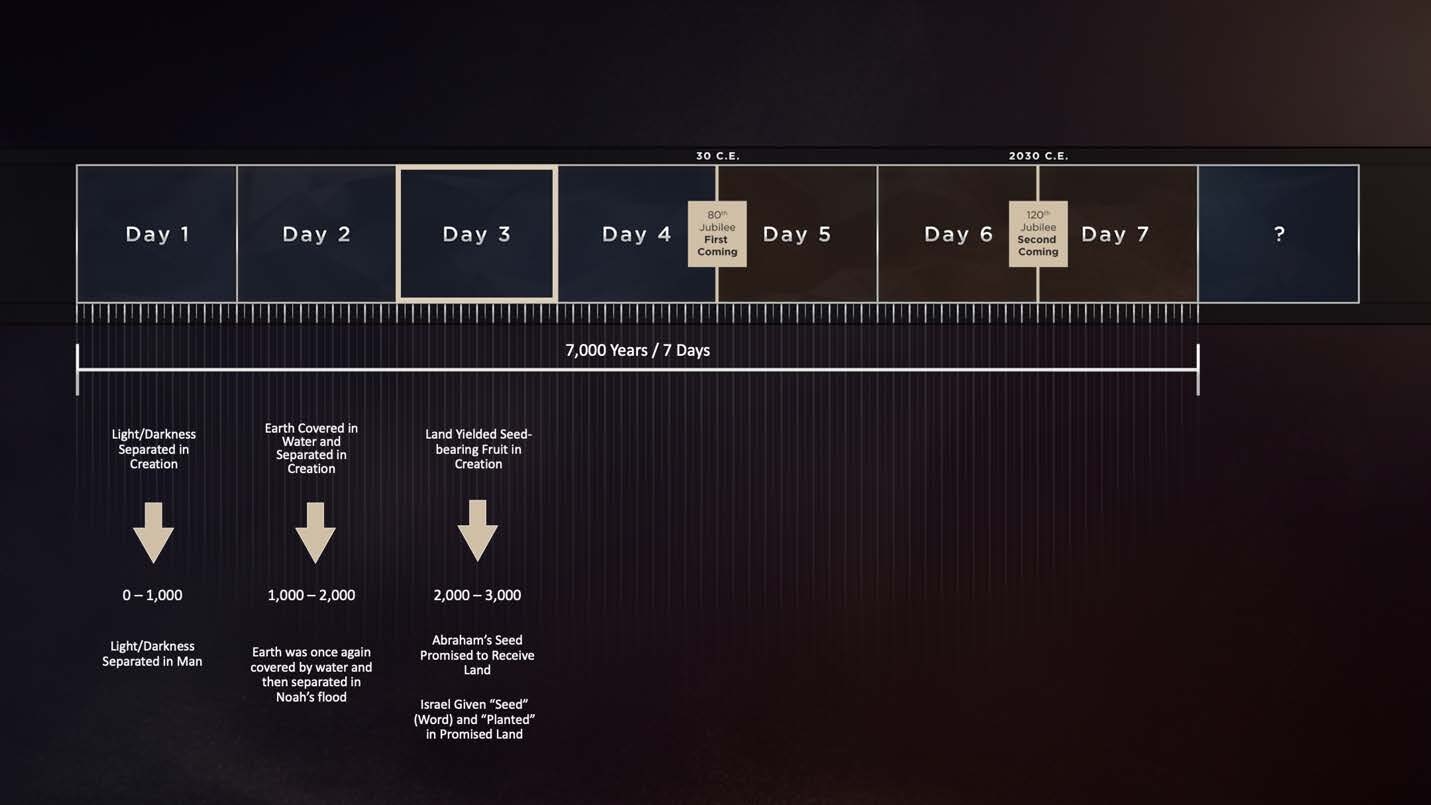 30 C.E.
2030 C.E.
Day 1
Day 2
Day 3
Day 4
80th
Jubilee
First
Coming
Day 5
Day 6
120th
Jubilee
Second
Coming
Day 7
?
7,000 Years / 7 Days
Light/Darkness
Separated in
Creation
Earth Covered in
Water and
Separated in
Creation
Land Yielded Seed-
bearing Fruit in
Creation
0 – 1,000
1,000 – 2,000
2,000 – 3,000
Light/Darkness
Separated in Man
Earth was once again
covered by water and
then separated in
Noah’s flood
Abraham’s Seed
Promised to Receive
Land
Israel Given “Seed”
(Word) and “Planted”
in Promised Land